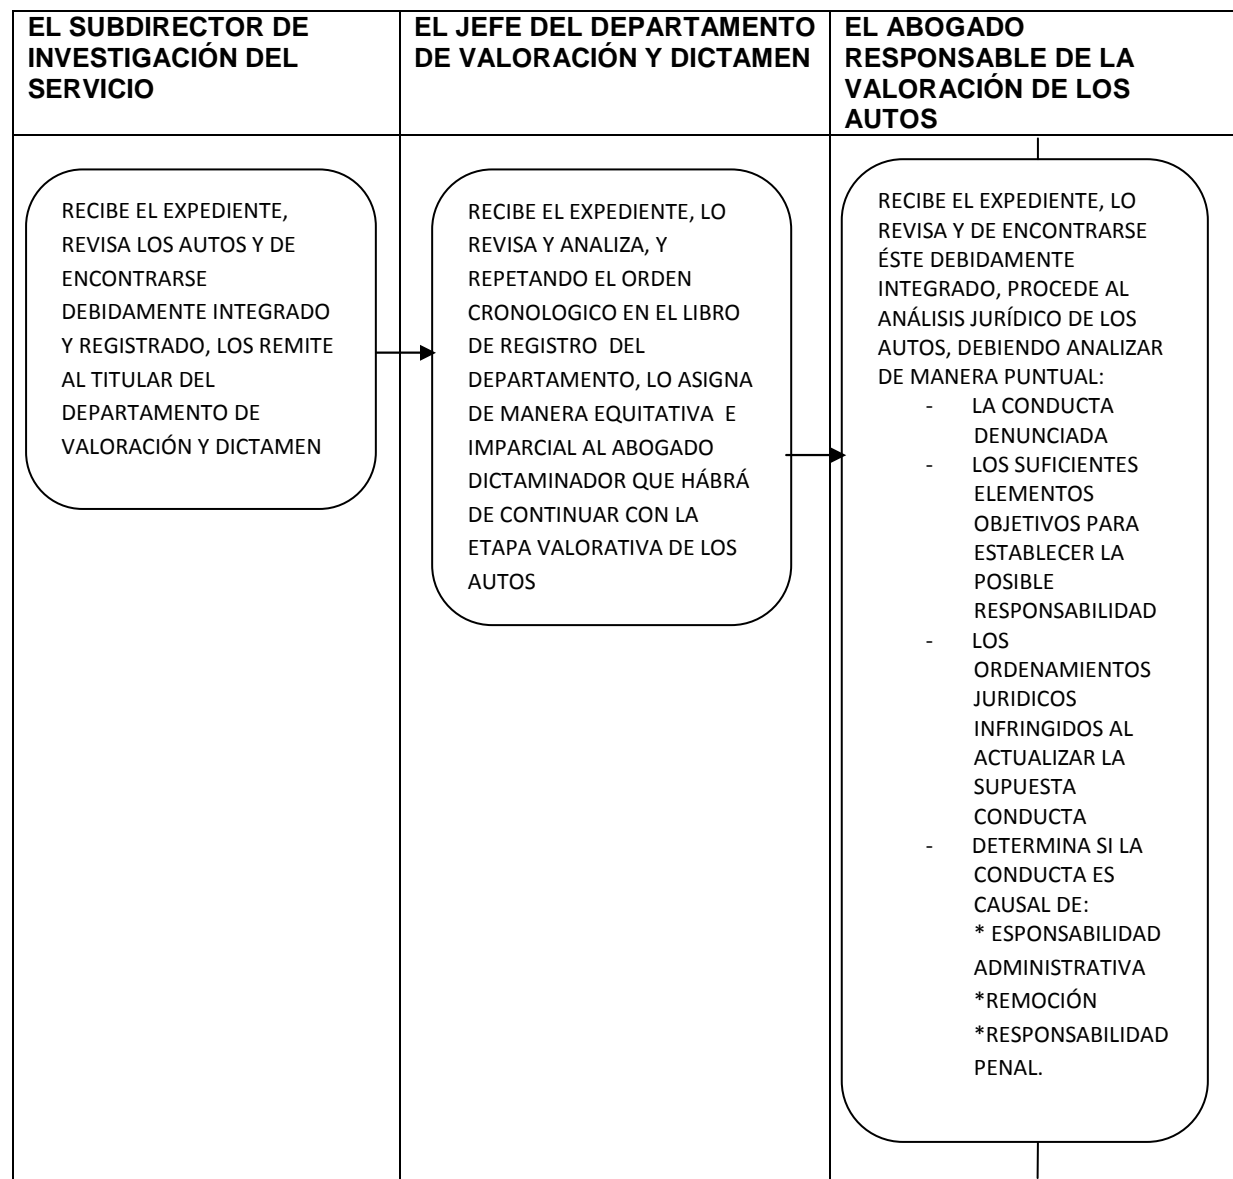 EL SUBDIRECTOR DE
INVESTIGACIÓN DEL
SERVICIO
EL JEFE DEL DEPARTAMENTO
DE VALORACIÓN Y DICTAMEN
EL ABOGADO
RESPONSABLE DE LA
VALORACIÓN DE LOS
AUTOS
RECIBE EL EXPEDIENTE,
REVISA LOS AUTOS Y DE
ENCONTRARSE
DEBIDAMENTE INTEGRADO
Y REGISTRADO, LOS REMITE
AL TITULAR DEL
DEPARTAMENTO DE
VALORACIÓN Y DICTAMEN
RECIBE EL EXPEDIENTE, LO
REVISA Y ANALIZA, Y
REPETANDO EL ORDEN
CRONOLOGICO EN EL LIBRO
DE REGISTRO DEL
DEPARTAMENTO, LO ASIGNA
DE MANERA EQUITATIVA E
IMPARCIAL AL ABOGADO
DICTAMINADOR QUE HÁBRÁ
DE CONTINUAR CON LA
ETAPA VALORATIVA DE LOS
AUTOS
RECIBE EL EXPEDIENTE, LO
REVISA Y DE ENCONTRARSE
ÉSTE DEBIDAMENTE
INTEGRADO, PROCEDE AL
ANÁLISIS JURÍDICO DE LOS
AUTOS, DEBIENDO ANALIZAR
DE MANERA PUNTUAL:
- LA CONDUCTA
DENUNCIADA
- LOS SUFICIENTES
ELEMENTOS
OBJETIVOS PARA
ESTABLECER LA
POSIBLE
RESPONSABILIDAD
- LOS
ORDENAMIENTOS
JURIDICOS
INFRINGIDOS AL
ACTUALIZAR LA
SUPUESTA
CONDUCTA
- DETERMINA SI LA
CONDUCTA ES
CAUSAL DE:
* ESPONSABILIDAD
ADMINISTRATIVA
*REMOCIÓN
*RESPONSABILIDAD
PENAL.